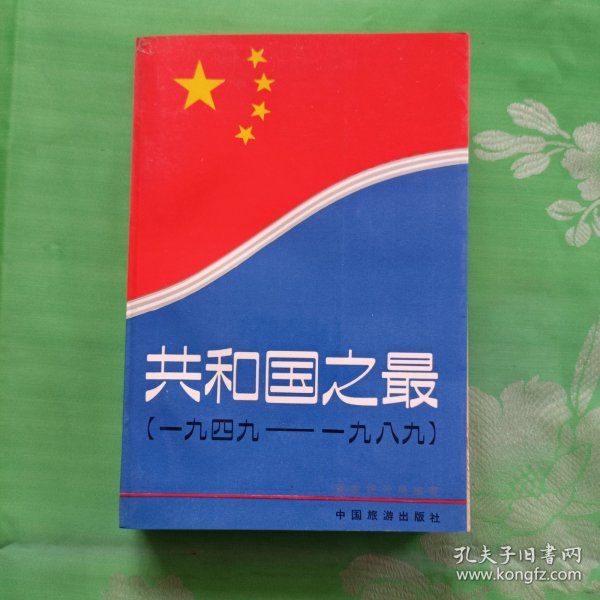 共和国之最
(一九四九——一九八九)
中国旅游出版社
孔夫子旧书网
www.kongfz.com